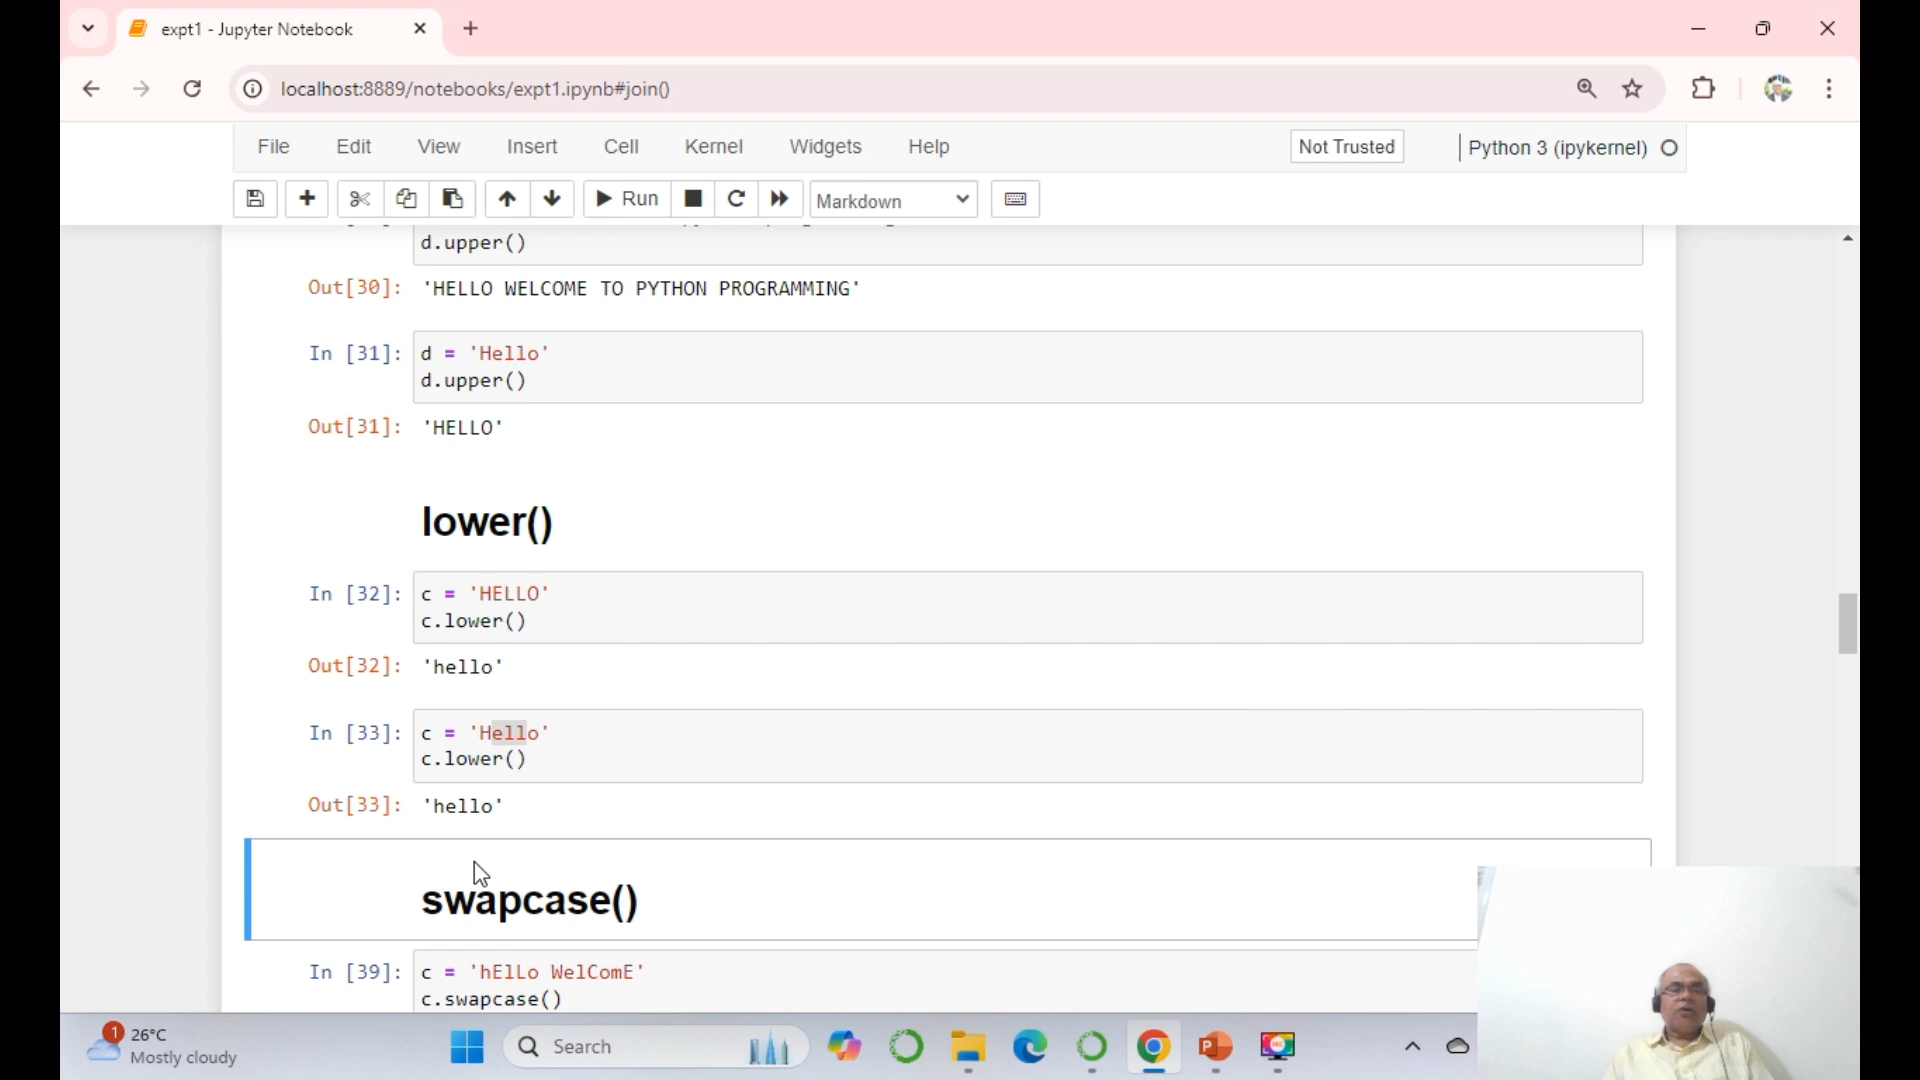 expt1 - Jupyter Notebook
localhost:8889/notebooks/expt1.ipynb#join()
File Edit View Insert Cell Kernel Widgets Help Not Trusted Python 3 (ipykernel)
Run Markdown
d.upper()
Out[30]: 'HELLO WELCOME TO PYTHON PROGRAMMING'
In [31]: d = 'Hello'
d.upper()
Out[31]: 'HELLO'
lower()
In [32]: c = 'HELLO'
c.lower()
Out[32]: 'hello'
In [33]: c = 'Hello'
c.lower()
Out[33]: 'hello'
swapcase()
In [39]: c = 'hElLo WelComE'
c.swapcase()
1 26°C
Mostly cloudy
Search